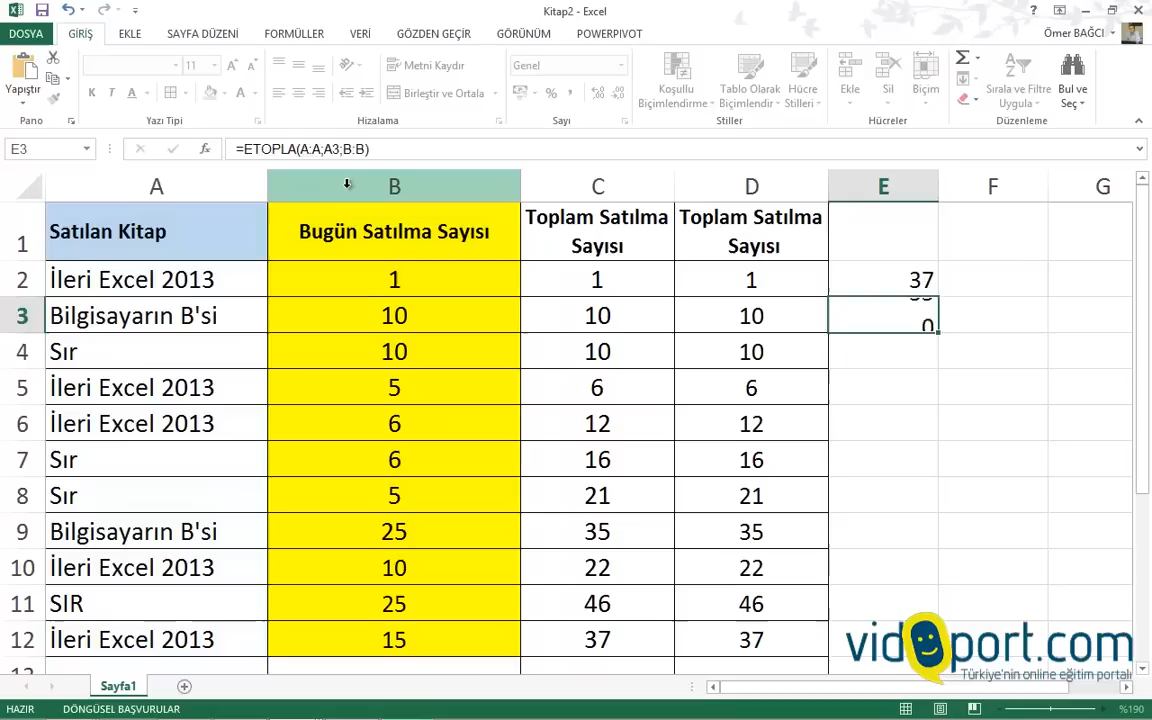 Kitap2 - Excel
DOSYA GİRİŞ EKLE SAYFA DÜZENİ FORMÜLLER VERİ GÖZDEN GEÇİR GÖRÜNÜM POWERPIVOT Ömer BAĞCI
Yapıştır
11
K T A
Metni Kaydır
Birleştir ve Ortala
Genel
Koşullu Biçimlendirme
Tablo Olarak Biçimlendir
Hücre Stilleri
Ekle Sil Biçim
Sırala ve Filtre Uygula
Bul ve Seç
Pano Yazı Tipi Hizalama Sayı Stiller Hücreler Düzenleme
E3 fx =ETOPLA(A:A;A3;B:B)
A B C D E F G
1 Satılan Kitap Bugün Satılma Sayısı Toplam Satılma Sayısı Toplam Satılma Sayısı
2 İleri Excel 2013 1 1 1 37
3 Bilgisayarın B'si 10 10 10
4 Sır 10 10 10
5 İleri Excel 2013 5 6 6
6 İleri Excel 2013 6 12 12
7 Sır 6 16 16
8 Sır 5 21 21
9 Bilgisayarın B'si 25 35 35
10 İleri Excel 2013 10 22 22
11 SIR 25 46 46
12 İleri Excel 2013 15 37 37
vidoport.com
Türkiye'nin online eğitim portalı
Sayfa1
HAZIR DÖNGÜSEL BAŞVURULAR %190